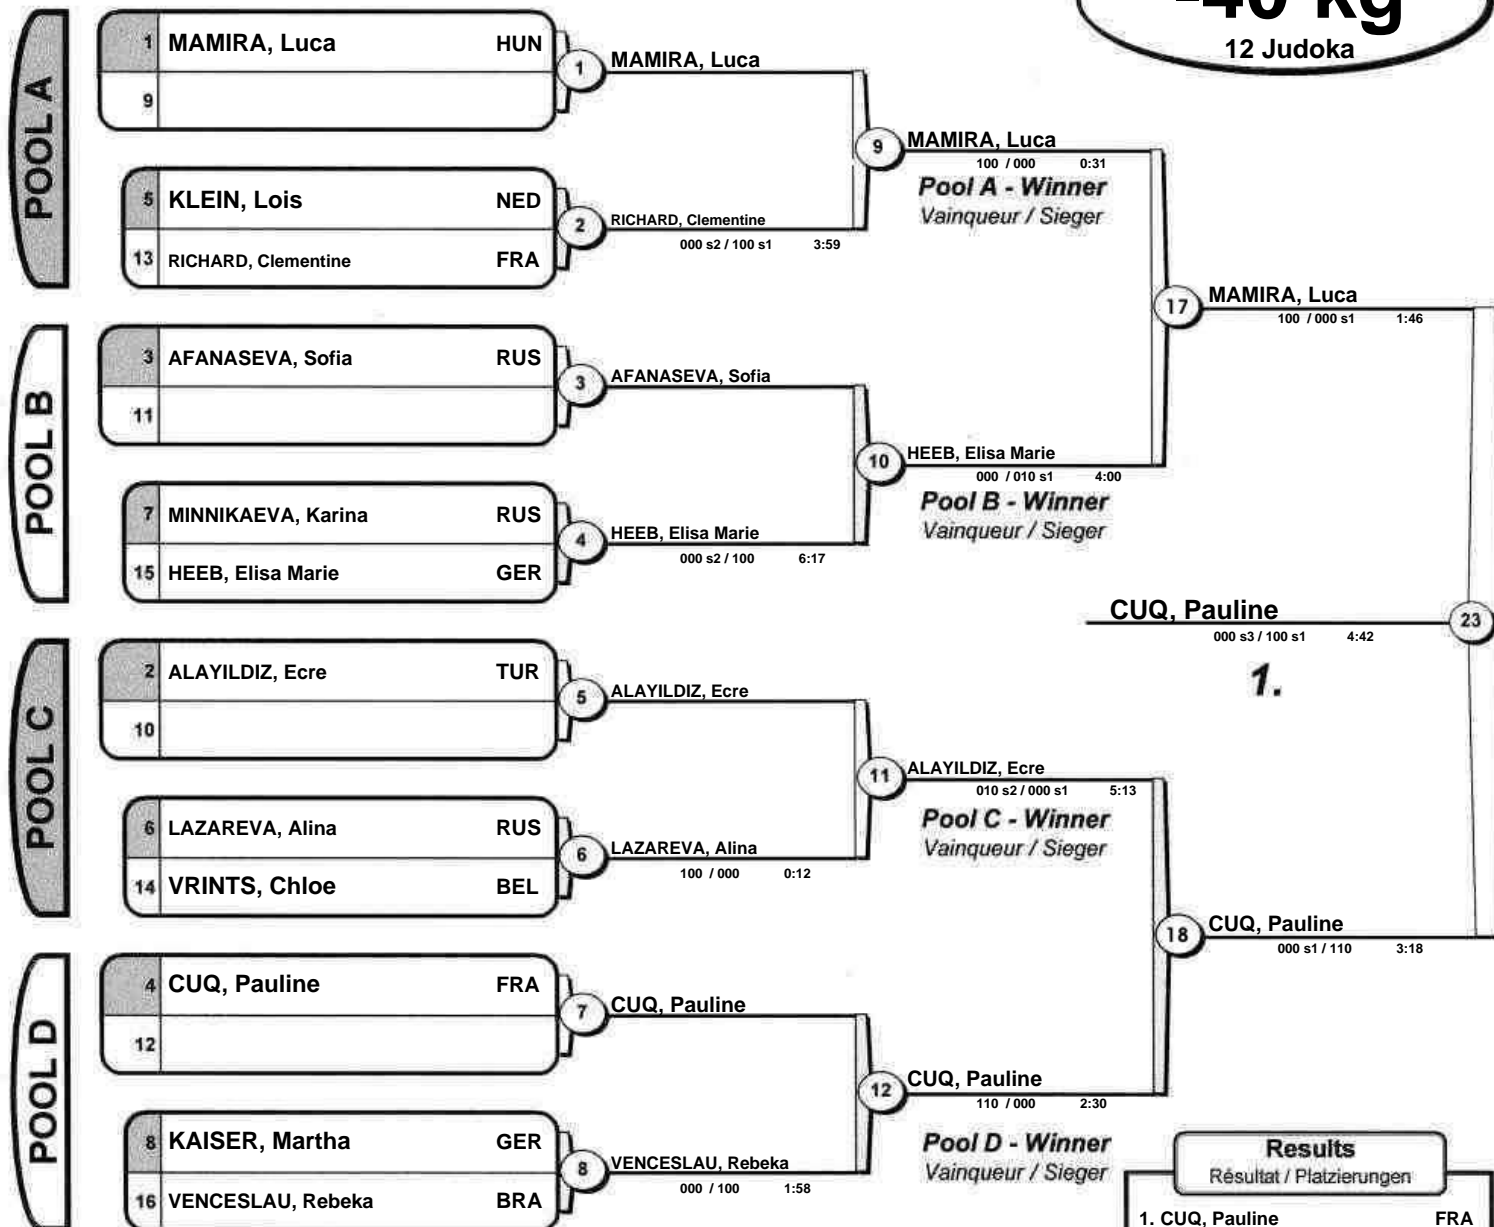 -40 kg
12 Judoka
POOL A
1 MAMIRA, Luca HUN
9
1 MAMIRA, Luca
5 KLEIN, Lois NED
13 RICHARD, Clementine FRA
2 RICHARD, Clementine
000 s2 / 100 s1 3:59
9 MAMIRA, Luca
100 / 000 0:31
Pool A - Winner
Vainqueur / Sieger
POOL B
3 AFANASEVA, Sofia RUS
11
3 AFANASEVA, Sofia
7 MINNIKAEVA, Karina RUS
15 HEEB, Elisa Marie GER
4 HEEB, Elisa Marie
000 s2 / 100 6:17
10 HEEB, Elisa Marie
000 / 010 s1 4:00
Pool B - Winner
Vainqueur / Sieger
17 MAMIRA, Luca
100 / 000 s1 1:46
CUQ, Pauline 23
000 s3 / 100 s1 4:42
1.
POOL C
2 ALAYILDIZ, Ecre TUR
10
5 ALAYILDIZ, Ecre
6 LAZAREVA, Alina RUS
14 VRINTS, Chloe BEL
6 LAZAREVA, Alina
100 / 000 0:12
11 ALAYILDIZ, Ecre
010 s2 / 000 s1 5:13
Pool C - Winner
Vainqueur / Sieger
POOL D
4 CUQ, Pauline FRA
12
7 CUQ, Pauline
8 KAISER, Martha GER
16 VENCESLAU, Rebeka BRA
8 VENCESLAU, Rebeka
000 / 100 1:58
12 CUQ, Pauline
110 / 000 2:30
Pool D - Winner
Vainqueur / Sieger
18 CUQ, Pauline
000 s1 / 110 3:18
Results
Résultat / Platzierungen
1. CUQ, Pauline FRA